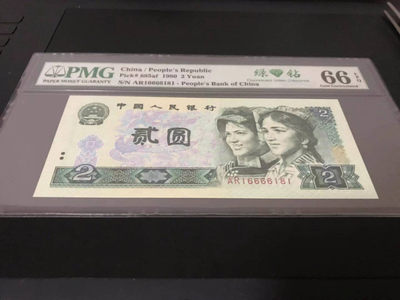 PMG
PAPER MONEY GUARANTY
China / People's Republic
Pick# 885af 1980 2 Yuan
S/N AR16666181 - People's Bank of China
绿 钻
66 EPQ
中国人民银行
贰圆
2
2
2
AR16666181